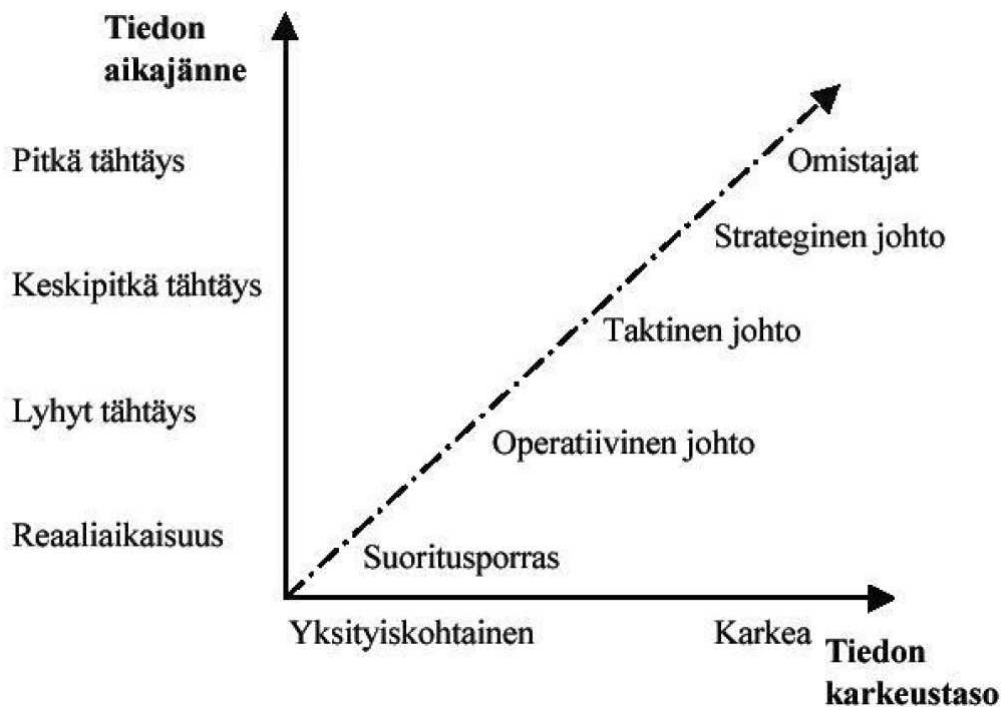 Tiedon
aikajänne
Pitkä tähtäys
Omistajat
Strateginen johto
Keskipitkä tähtäys
Taktinen johto
Lyhyt tähtäys
Operatiivinen johto
Reaaliaikaisuus
Suoritusporras
Yksityiskohtainen
Karkea
Tiedon
karkeustaso